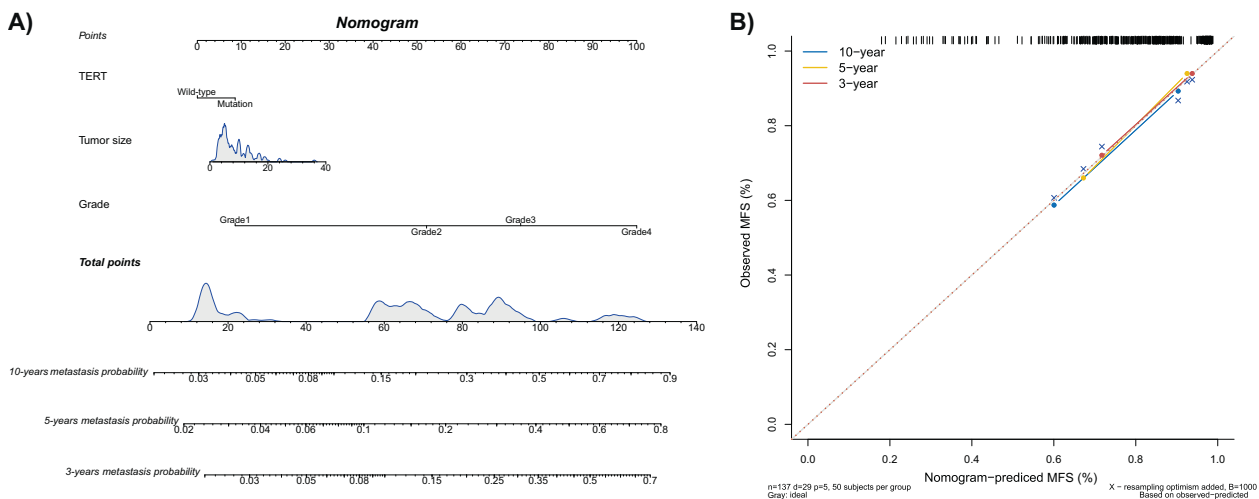 A)
Nomogram
Points
0 10 20 30 40 50 60 70 80 90 100
TERT
Wild-type
Mutation
Tumor size
0 20 40
Grade
Grade1
Grade3
Grade2
Grade4
Total points
0 20 40 60 80 100 120 140
10-years metastasis probability
0.03 0.05 0.08 0.15 0.3 0.5 0.7 0.9
5-years metastasis probability
0.02 0.04 0.06 0.1 0.2 0.4 0.6 0.8
3-years metastasis probability
0.03 0.05 0.08 0.15 0.25 0.35 0.5 0.7
B)
10-year
5-year
3-year
Observed MFS (%)
1.0
0.8
0.6
0.4
0.2
0.0
0.0 0.2 0.4 0.6 0.8 1.0
Nomogram-prediced MFS (%)
n=137 d=29 p=5, 50 subjects per group
Gray: ideal
X - resampling optimism added, B=1000
Based on observed-predicted